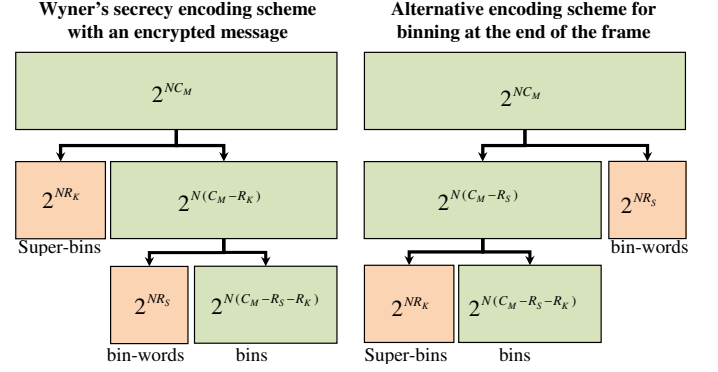 Wyner's secrecy encoding scheme
with an encrypted message
2^{NC_M}
2^{NR_K}
2^{N(C_M−R_K)}
Super-bins
2^{NR_S}
2^{N(C_M−R_S−R_K)}
bin-words
bins
Alternative encoding scheme for
binning at the end of the frame
2^{NC_M}
2^{N(C_M−R_S)}
2^{NR_S}
bin-words
2^{NR_K}
2^{N(C_M−R_S−R_K)}
Super-bins
bins